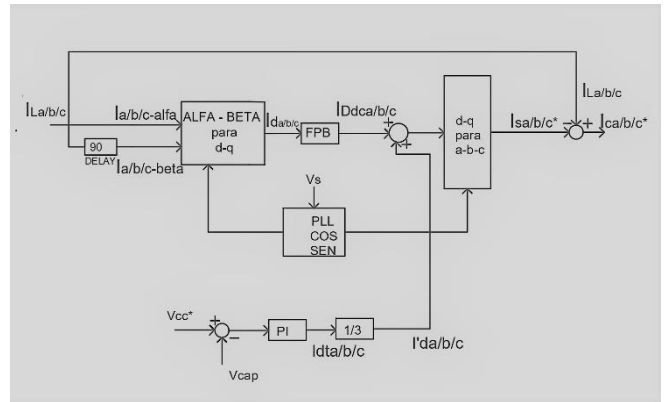 ILa/b/c
Ia/b/c-alfa
ALFA - BETA
para
d-q
Ida/b/c
FPB
IDdca/b/c
+
+
d-q
para
a-b-c
Isa/b/c*
ILa/b/c
−
+
Ica/b/c*
90
DELAY
Ia/b/c-beta
Vs
PLL
COS
SEN
Vcc*
+
−
PI
Idta/b/c
1/3
I'da/b/c
Vcap